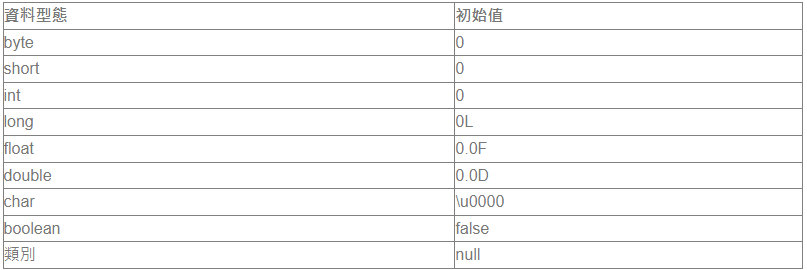 資料型態 初始值
byte 0
short 0
int 0
long 0L
float 0.0F
double 0.0D
char \u0000
boolean false
類別 null